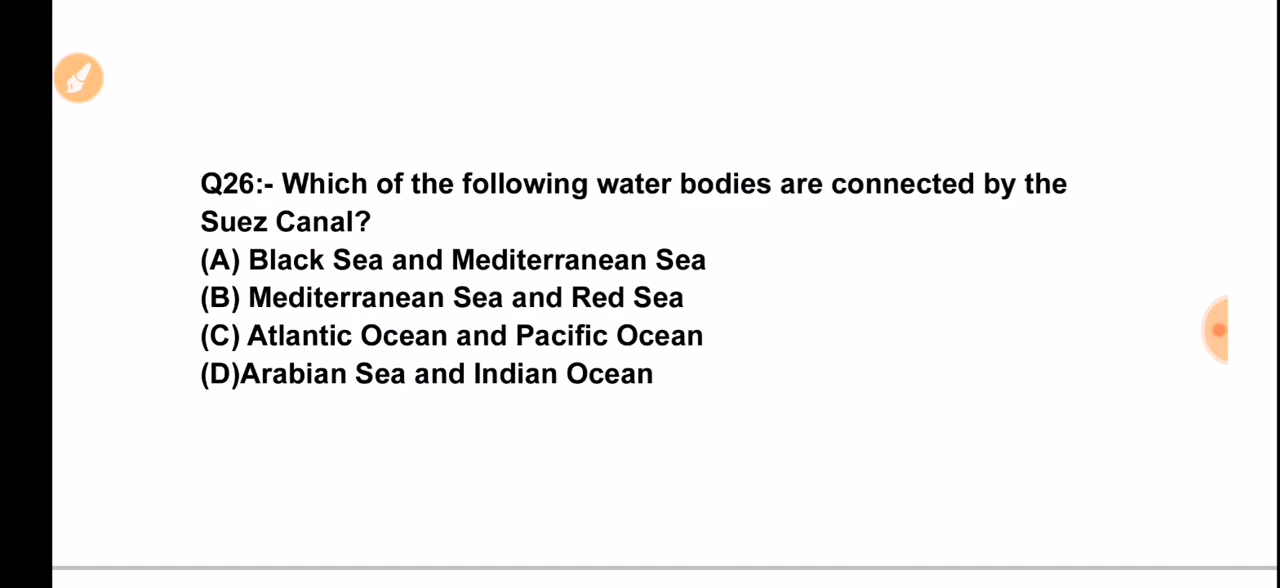 Q26:- Which of the following water bodies are connected by the
Suez Canal?
(A) Black Sea and Mediterranean Sea
(B) Mediterranean Sea and Red Sea
(C) Atlantic Ocean and Pacific Ocean
(D)Arabian Sea and Indian Ocean